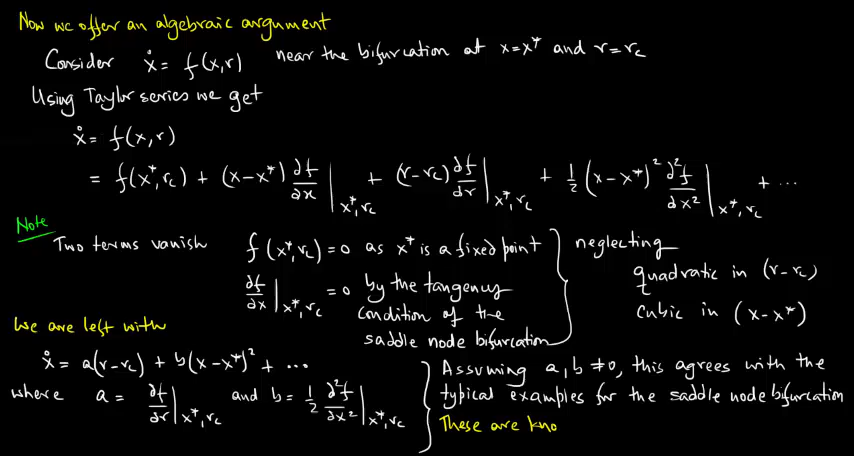 Now we offer an algebraic argument
Consider ẋ = f(x,r) near the bifurcation at x=x* and r=r_c
Using Taylor series we get
ẋ = f(x,r)
= f(x*,r_c) + (x-x*) ∂f/∂x |_{x*,r_c} + (r-r_c) ∂f/∂r |_{x*,r_c} + 1/2 (x-x*)² ∂²f/∂x² |_{x*,r_c} + ...
Note
Two terms vanish f(x*,r_c)=0 as x* is a fixed point
∂f/∂x |_{x*,r_c} =0 by the tangency
condition of the
saddle node bifurcation
neglecting
quadratic in (r-r_c)
cubic in (x-x*)
We are left with
ẋ = a(r-r_c) + b(x-x*)² + ...
where a = ∂f/∂r |_{x*,r_c} and b = 1/2 ∂²f/∂x² |_{x*,r_c}
Assuming a,b ≠0, this agrees with the
typical examples for the saddle node bifurcation
These are kno